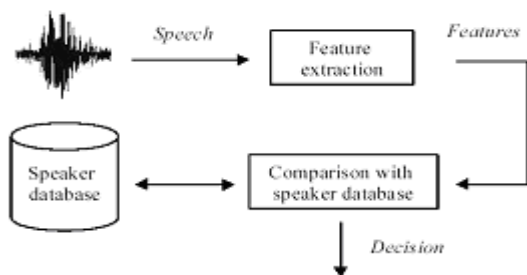 Speech
Feature
extraction
Features
Speaker
database
Comparison with
speaker database
Decision